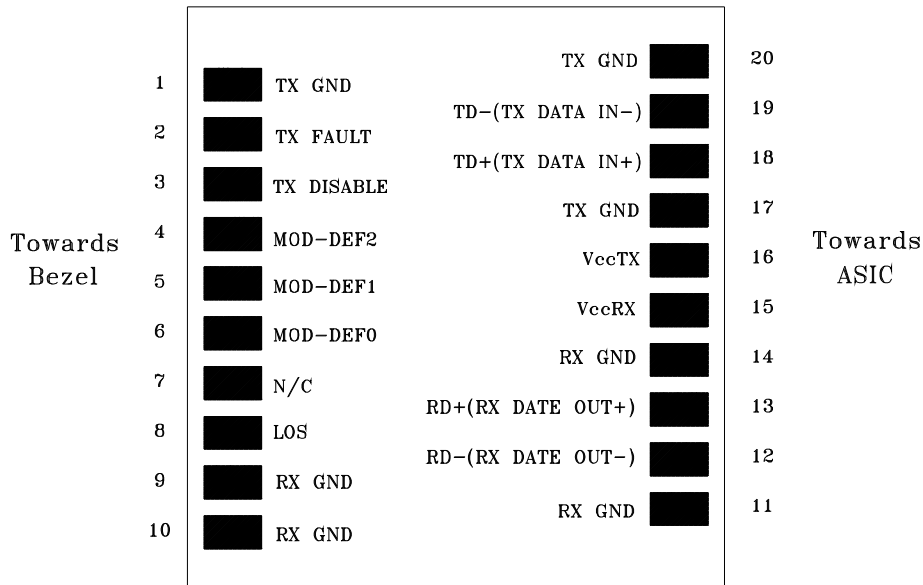 Towards
Bezel
1 TX GND
2 TX FAULT
3 TX DISABLE
4 MOD-DEF2
5 MOD-DEF1
6 MOD-DEF0
7 N/C
8 LOS
9 RX GND
10 RX GND
TX GND 20
TD-(TX DATA IN-) 19
TD+(TX DATA IN+) 18
TX GND 17
VccTX 16
VccRX 15
RX GND 14
RD+(RX DATE OUT+) 13
RD-(RX DATE OUT-) 12
RX GND 11
Towards
ASIC